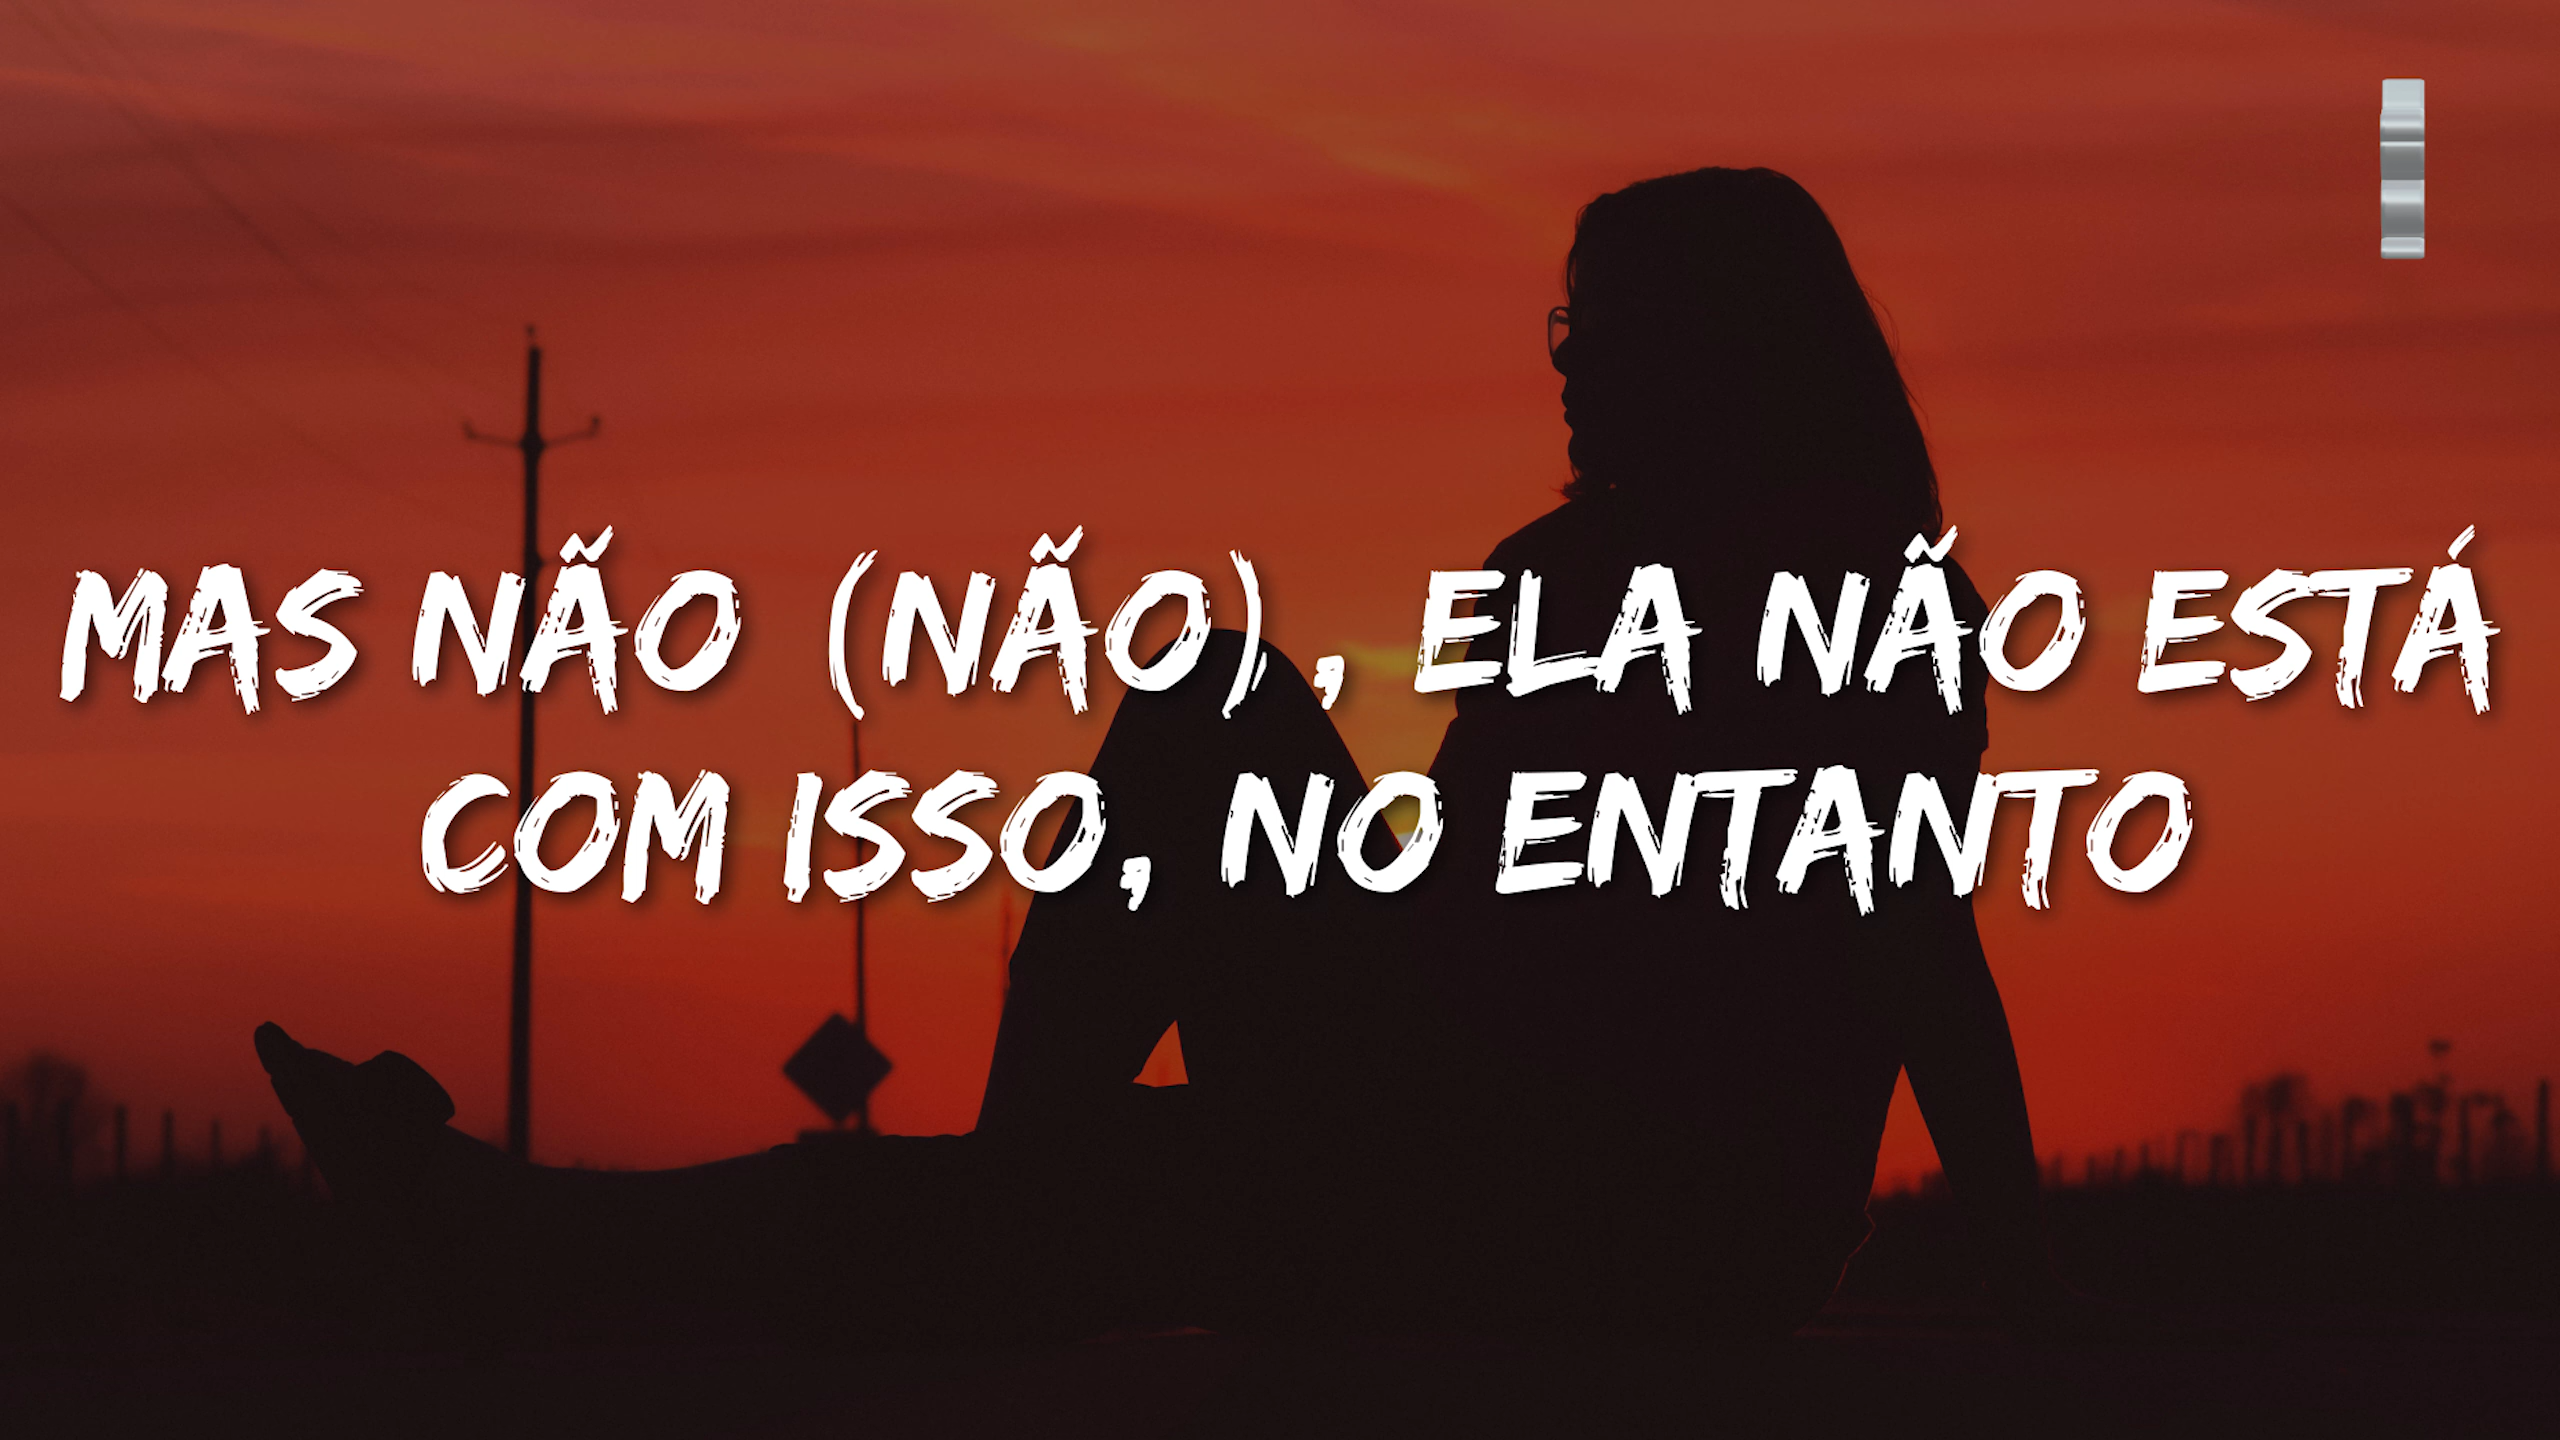 MAS NÃO (NÃO), ELA NÃO ESTÁ
COM ISSO, NO ENTANTO